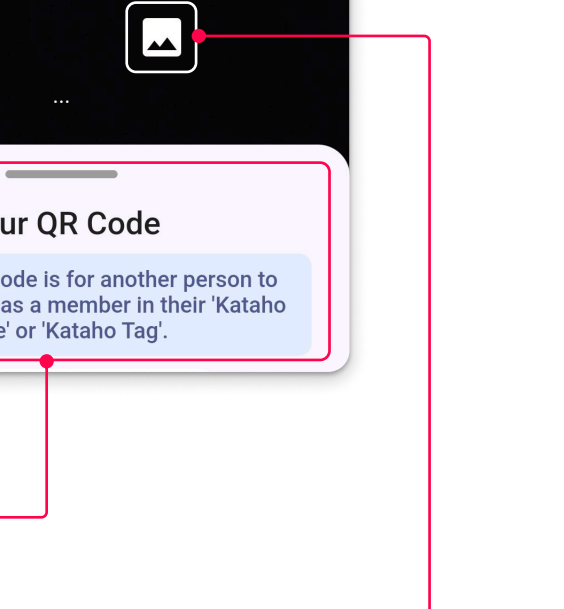 ...
ur QR Code
ode is for another person to
as a member in their 'Kataho
e' or 'Kataho Tag'.